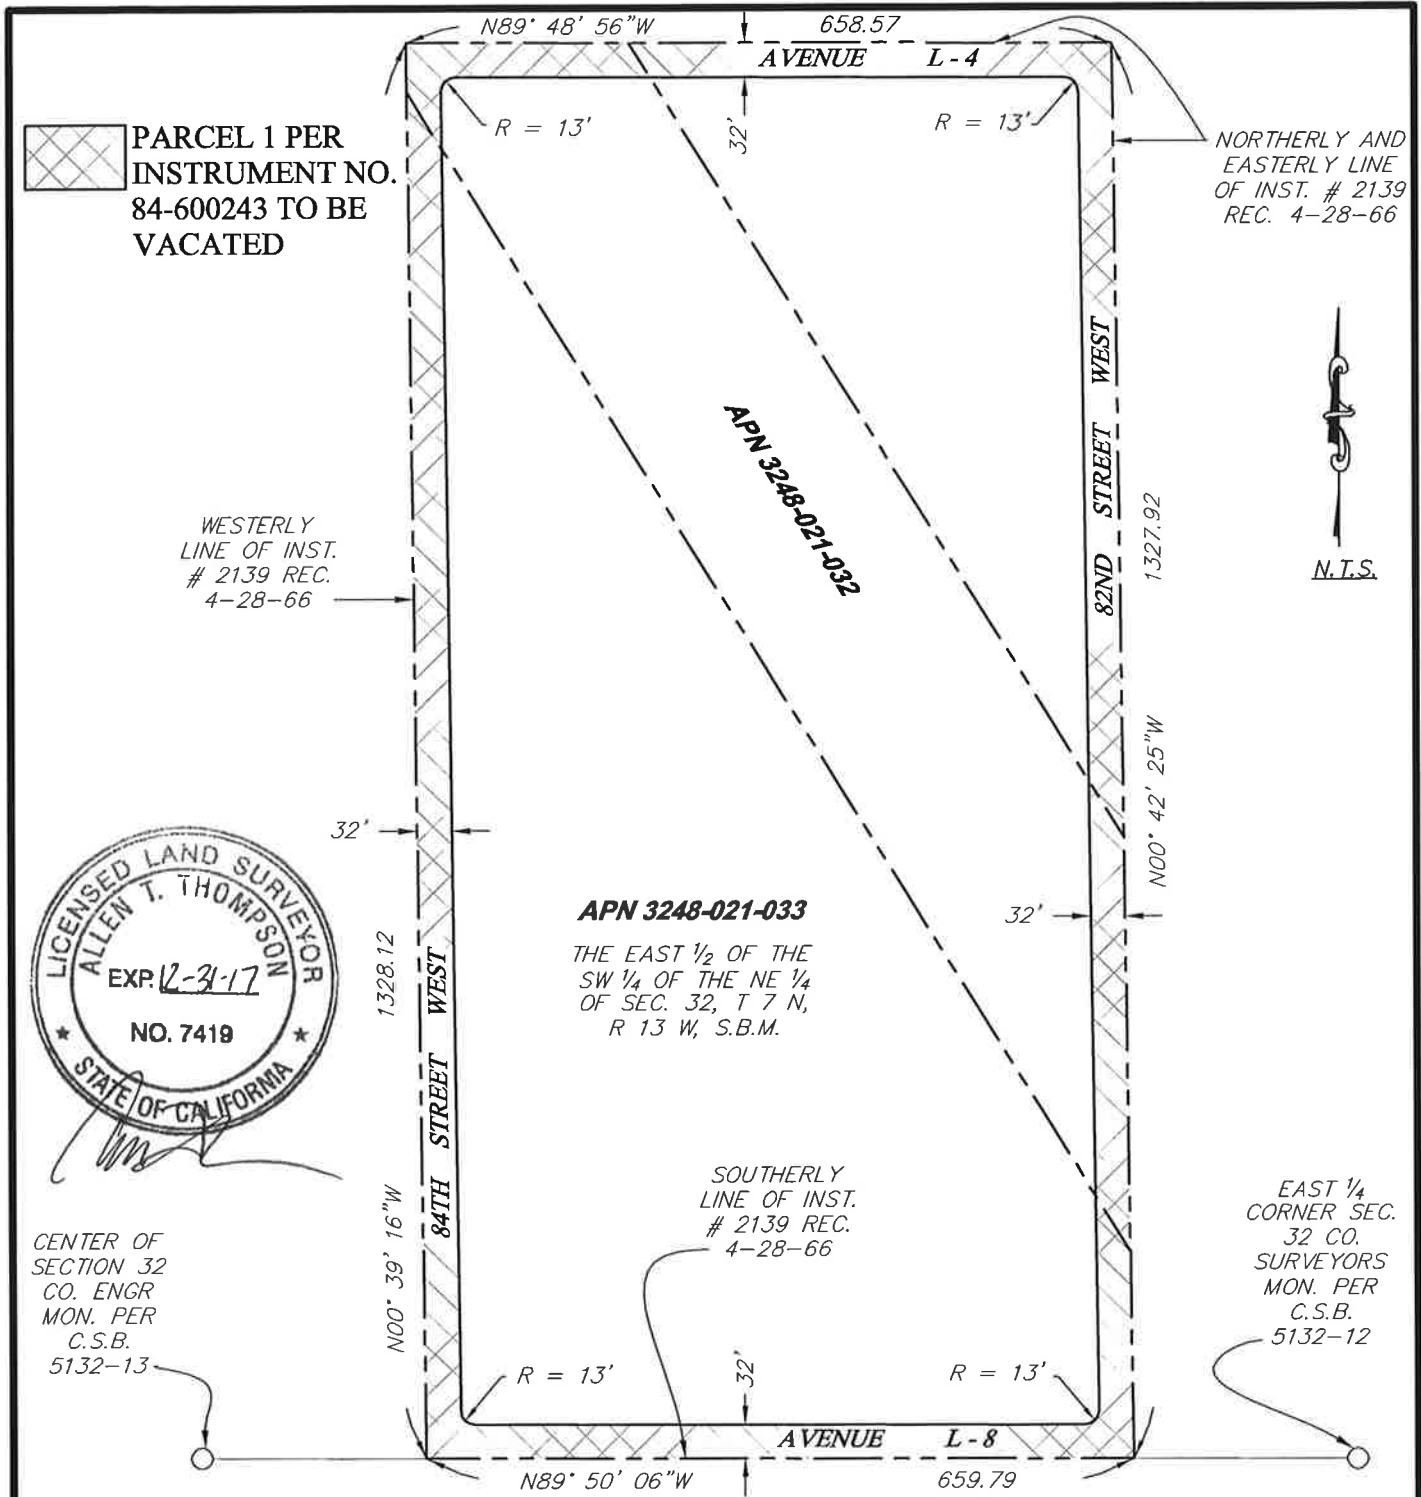 N89° 48' 56"W
658.57
AVENUE L-4
R = 13'
32'
R = 13'
PARCEL 1 PER
INSTRUMENT NO.
84-600243 TO BE
VACATED
NORTHERLY AND
EASTERLY LINE
OF INST. # 2139
REC. 4-28-66
82ND STREET WEST
APN 3248-021-032
1327.92
N.T.S.
WESTERLY
LINE OF INST.
# 2139 REC.
4-28-66
N00° 42' 25"W
32'
LICENSED LAND SURVEYOR
ALLEN T. THOMPSON
EXP. 12-31-17
NO. 7419
STATE OF CALIFORNIA
APN 3248-021-033
32'
THE EAST ½ OF THE
SW ¼ OF THE NE ¼
OF SEC. 32, T 7 N,
R 13 W, S.B.M.
1328.12
84TH STREET WEST
N00° 39' 16"W
SOUTHERLY
LINE OF INST.
# 2139 REC.
4-28-66
EAST ¼
CORNER SEC.
32 CO.
SURVEYORS
MON. PER
C.S.B.
5132-12
CENTER OF
SECTION 32
CO. ENGR
MON. PER
C.S.B.
5132-13
R = 13'
32'
R = 13'
AVENUE L-8
N89° 50' 06"W
659.79